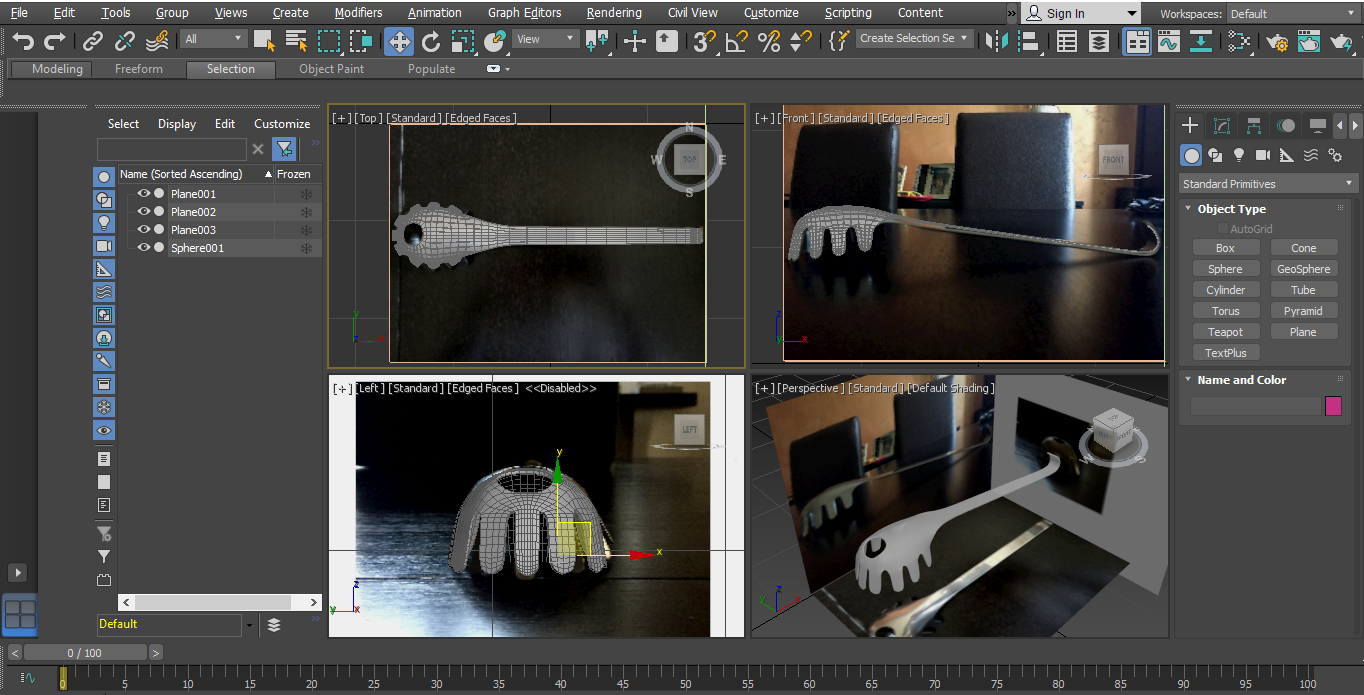 File Edit Tools Group Views Create Modifiers Animation Graph Editors Rendering Civil View Customize Scripting Content » Sign In Workspaces: Default
All View 3 Create Selection Se
Modeling Freeform Selection Object Paint Populate
Select Display Edit Customize
Name (Sorted Ascending) Frozen
Plane001
Plane002
Plane003
Sphere001
Default
[+] [Top] [Standard] [Edged Faces]
N
W TOP E
S
y
z x
[+] [Front] [Standard] [Edged Faces]
FRONT
z
y x
[+] [Left] [Standard] [Edged Faces] <<Disabled>>
LEFT
y
x
z
y x
[+] [Perspective] [Standard] [Default Shading]
z
y x
Standard Primitives
Object Type
AutoGrid
Box Cone
Sphere GeoSphere
Cylinder Tube
Torus Pyramid
Teapot Plane
TextPlus
Name and Color
< 0 / 100 >
0 5 10 15 20 25 30 35 40 45 50 55 60 65 70 75 80 85 90 95 100